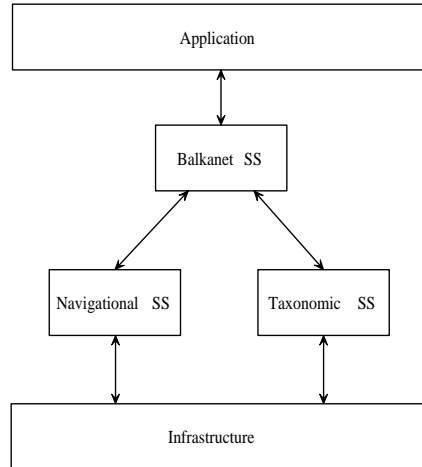 Application
Balkanet SS
Navigational SS
Taxonomic SS
Infrastructure